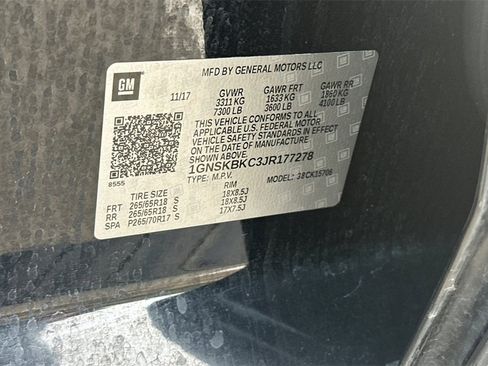 GM
MFD BY GENERAL MOTORS LLC
11/17 GVWR GAWR FRT GAWR RR
3311 KG 1633 KG 1860 KG
7300 LB 3600 LB 4100 LB
THIS VEHICLE CONFORMS TO ALL
APPLICABLE U.S. FEDERAL MOTOR
VEHICLE SAFETY STANDARDS IN EFFECT
ON THE DATE OF MANUFACTURE
SHOWN ABOVE.
1GNSKBKC3JR177278
8555 TYPE: M.P.V. MODEL: 38CK15706
TIRE SIZE RIM
FRT 265/65R18 S 18X8.5J
RR 265/65R18 S 18X8.5J
SPA P265/70R17 S 17X7.5J